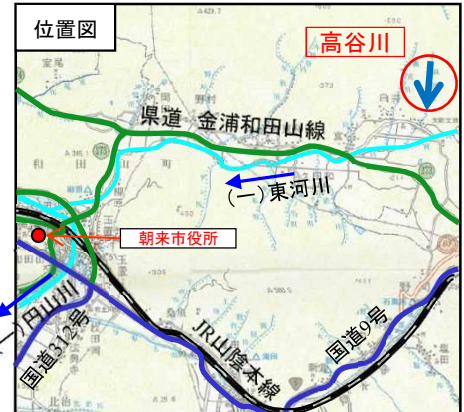 位置図
高谷川
県道 金浦和田山線
(一)東河川
朝来市役所
(一)円山川
国道312号
JR山陰本線
国道9号